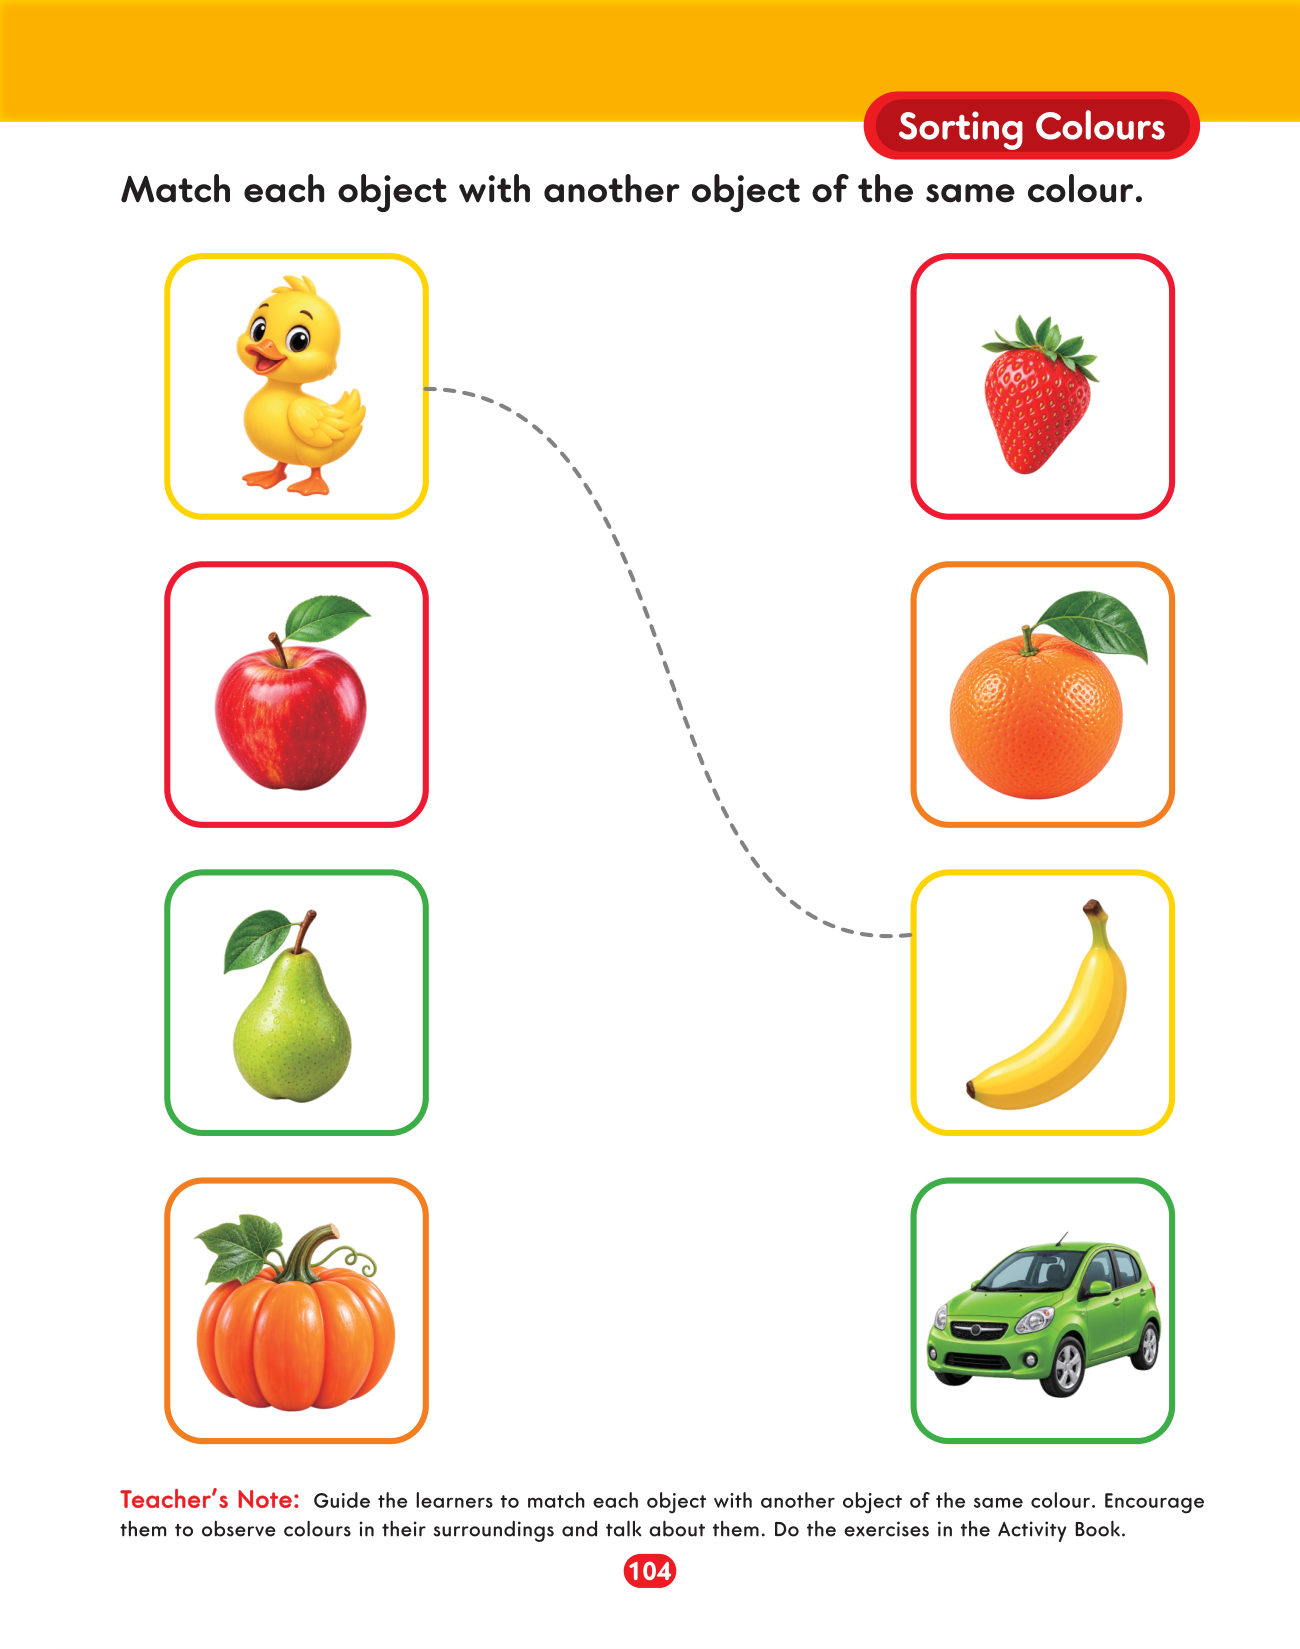 Sorting Colours
Match each object with another object of the same colour.
Teacher's Note: Guide the learners to match each object with another object of the same colour. Encourage
them to observe colours in their surroundings and talk about them. Do the exercises in the Activity Book.
104